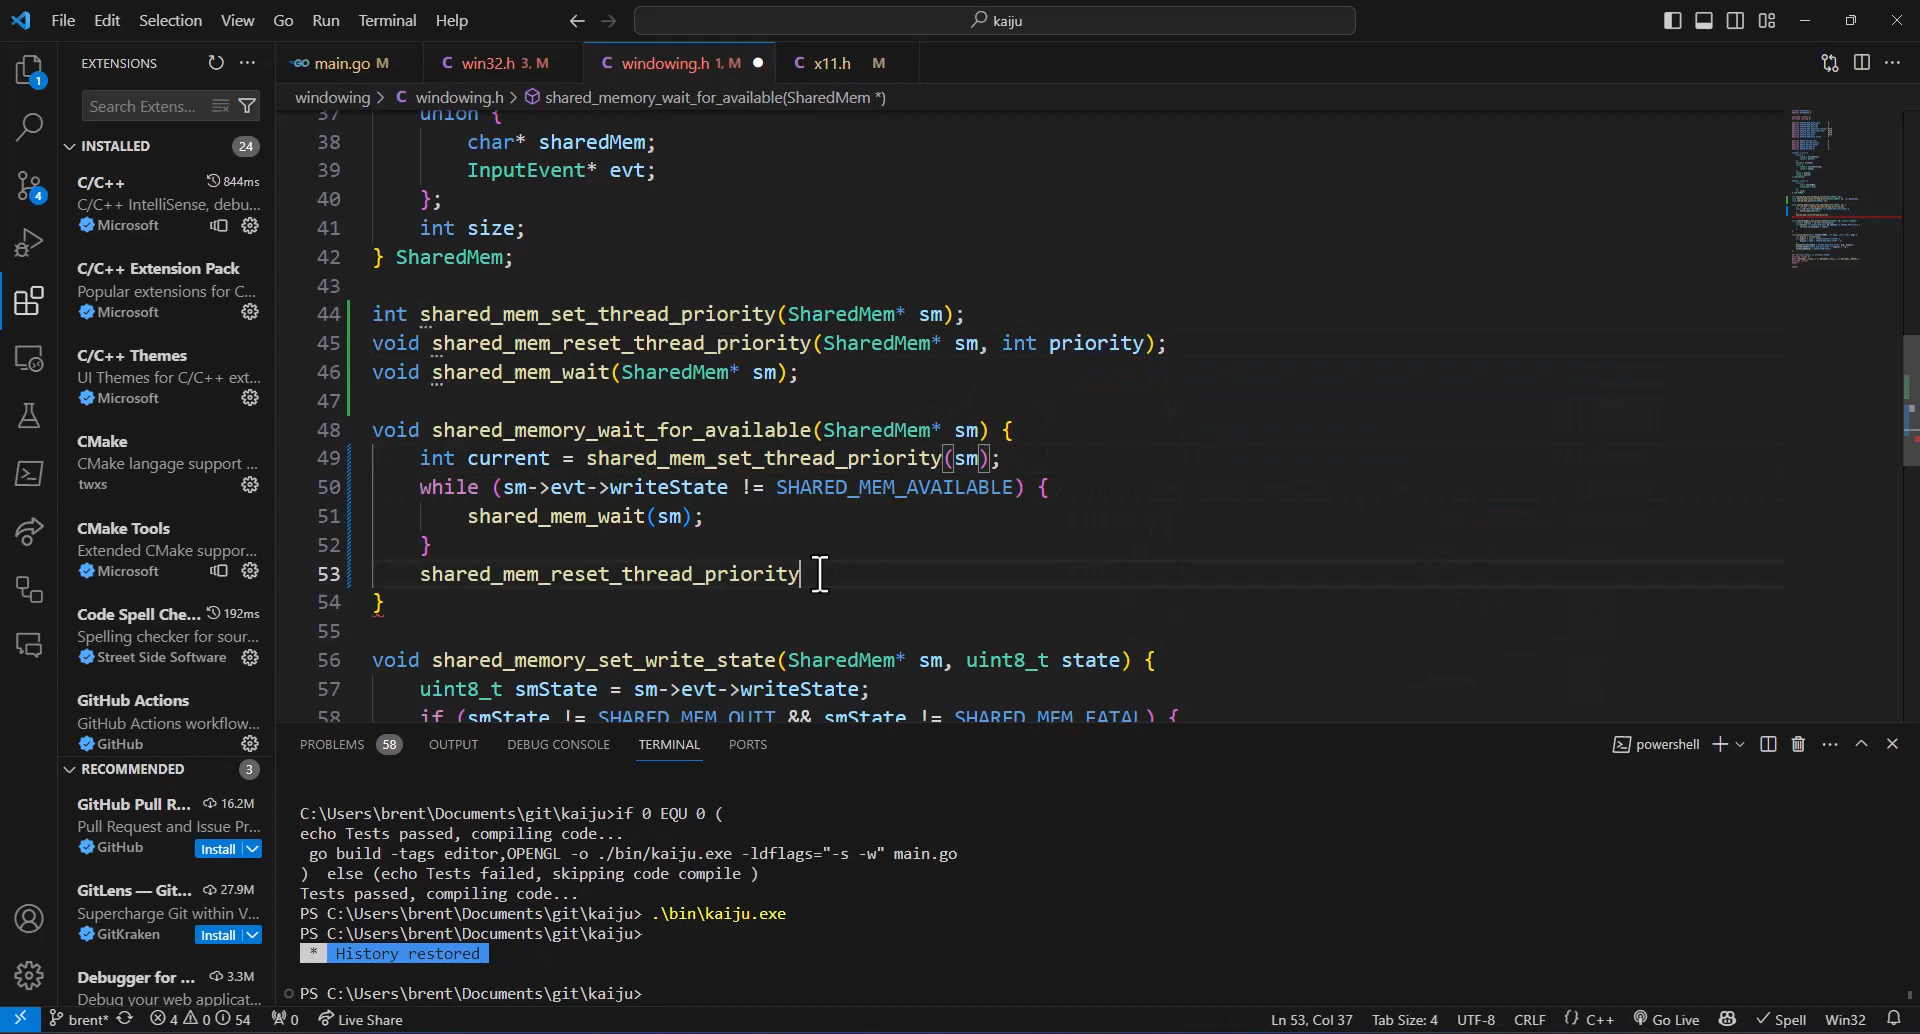 File Edit Selection View Go Run Terminal Help
kaiju
EXTENSIONS
main.go M
win32.h 3, M
windowing.h 1, M
x11.h M
windowing > C windowing.h > shared_memory_wait_for_available(SharedMem *)
Search Extens...
INSTALLED 24
C/C++ 844ms
C/C++ IntelliSense, debu...
Microsoft
C/C++ Extension Pack
Popular extensions for C...
Microsoft
C/C++ Themes
UI Themes for C/C++ ext...
Microsoft
CMake
CMake langage support ...
twxs
CMake Tools
Extended CMake suppor...
Microsoft
Code Spell Che... 192ms
Spelling checker for sour...
Street Side Software
GitHub Actions
GitHub Actions workflow...
GitHub
RECOMMENDED 3
GitHub Pull R... 16.2M
Pull Request and Issue Pr...
GitHub Install
GitLens — Git... 27.9M
Supercharge Git within V...
GitKraken Install
Debugger for ... 3.3M
Debug your web applicat...
37 union {
38 char* sharedMem;
39 InputEvent* evt;
40 };
41 int size;
42 } SharedMem;
43
44 int shared_mem_set_thread_priority(SharedMem* sm);
45 void shared_mem_reset_thread_priority(SharedMem* sm, int priority);
46 void shared_mem_wait(SharedMem* sm);
47
48 void shared_memory_wait_for_available(SharedMem* sm) {
49 int current = shared_mem_set_thread_priority(sm);
50 while (sm->evt->writeState != SHARED_MEM_AVAILABLE) {
51 shared_mem_wait(sm);
52 }
53 shared_mem_reset_thread_priority
54 }
55
56 void shared_memory_set_write_state(SharedMem* sm, uint8_t state) {
57 uint8_t smState = sm->evt->writeState;
58 if (smState != SHARED_MEM_QUIT && smState != SHARED_MEM_FATAL) {
PROBLEMS 58 OUTPUT DEBUG CONSOLE TERMINAL PORTS
powershell
C:\Users\brent\Documents\git\kaiju>if 0 EQU 0 (
echo Tests passed, compiling code...
go build -tags editor,OPENGL -o ./bin/kaiju.exe -ldflags="-s -w" main.go
) else (echo Tests failed, skipping code compile )
Tests passed, compiling code...
PS C:\Users\brent\Documents\git\kaiju> .\bin\kaiju.exe
PS C:\Users\brent\Documents\git\kaiju>
* History restored
PS C:\Users\brent\Documents\git\kaiju>
brent* 4 0 54 0 Live Share
Ln 53, Col 37 Tab Size: 4 UTF-8 CRLF {} C++ Go Live Spell Win32